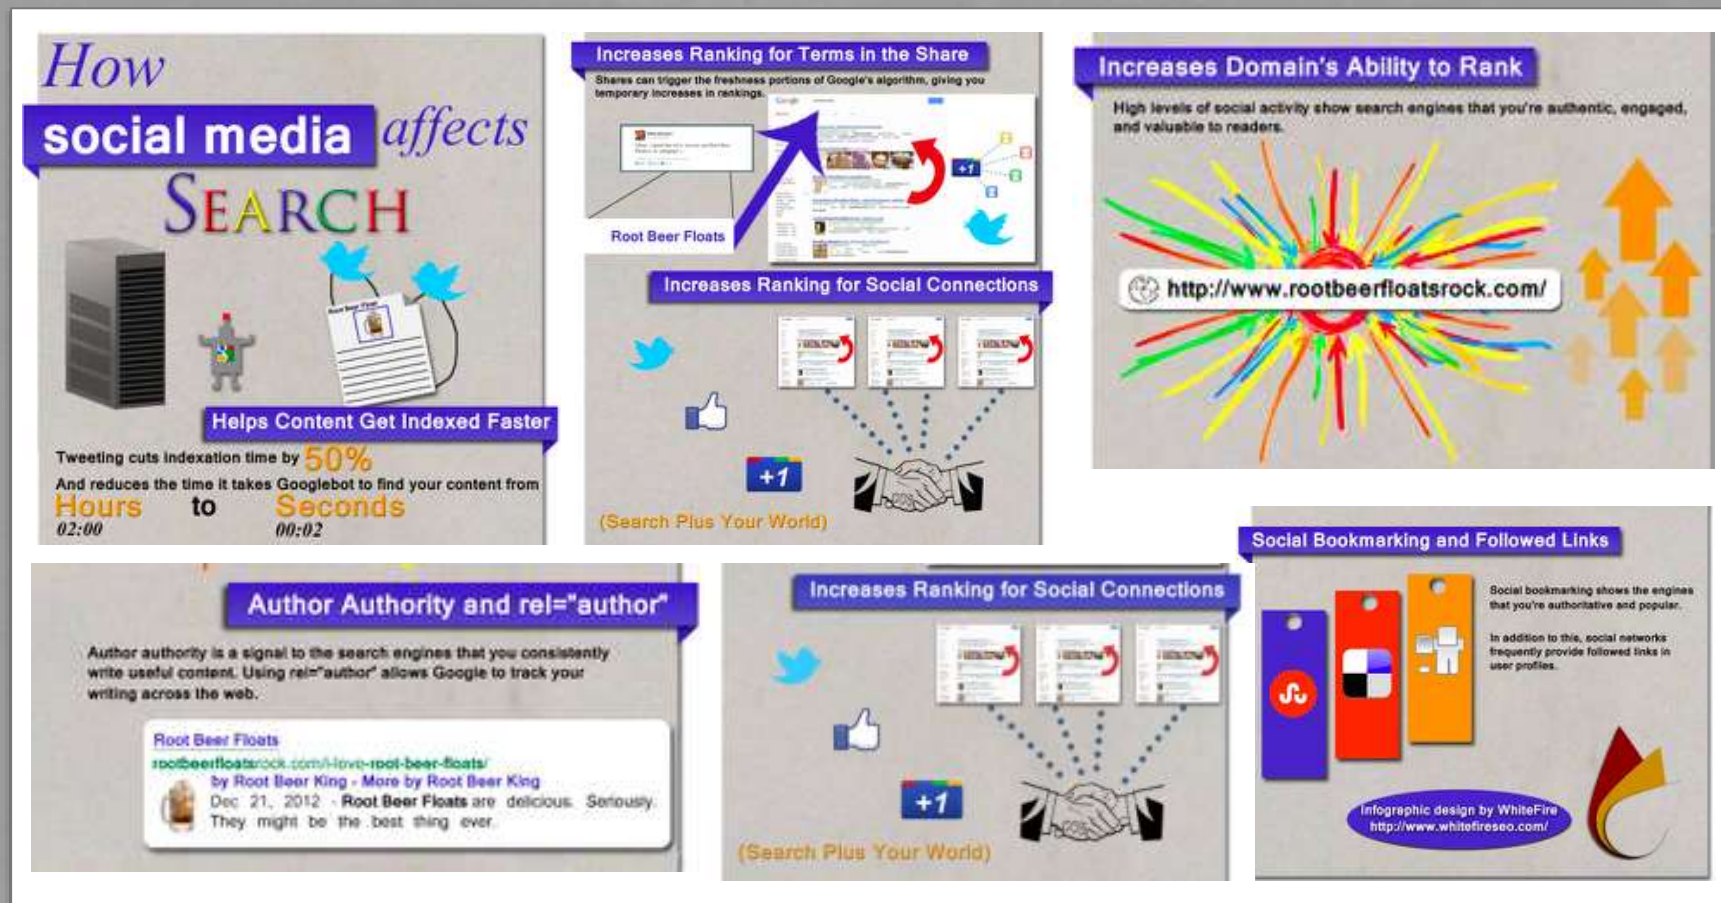 How
social media affects
SEARCH
Root Beer Float
Helps Content Get Indexed Faster
Tweeting cuts indexation time by 50%
And reduces the time it takes Googlebot to find your content from
Hours to Seconds
02:00 00:02
Increases Ranking for Terms in the Share
Shares can trigger the freshness portions of Google's algorithm, giving you
temporary increases in rankings.
Google
+1
Root Beer Floats
Increases Ranking for Social Connections
+1
(Search Plus Your World)
Increases Domain's Ability to Rank
High levels of social activity show search engines that you're authentic, engaged,
and valuable to readers.
http://www.rootbeerfloatsrock.com/
Author Authority and rel="author"
Author authority is a signal to the search engines that you consistently
write useful content. Using rel="author" allows Google to track your
writing across the web.
Root Beer Floats
rootbeerfloatsrock.com/i-love-root-beer-floats/
by Root Beer King - More by Root Beer King
Dec 21, 2012 - Root Beer Floats are delicious. Seriously.
They might be the best thing ever.
Increases Ranking for Social Connections
+1
(Search Plus Your World)
Social Bookmarking and Followed Links
Social bookmarking shows the engines
that you're authoritative and popular.
In addition to this, social networks
frequently provide followed links in
user profiles.
Infographic design by WhiteFire
http://www.whitefireseo.com/